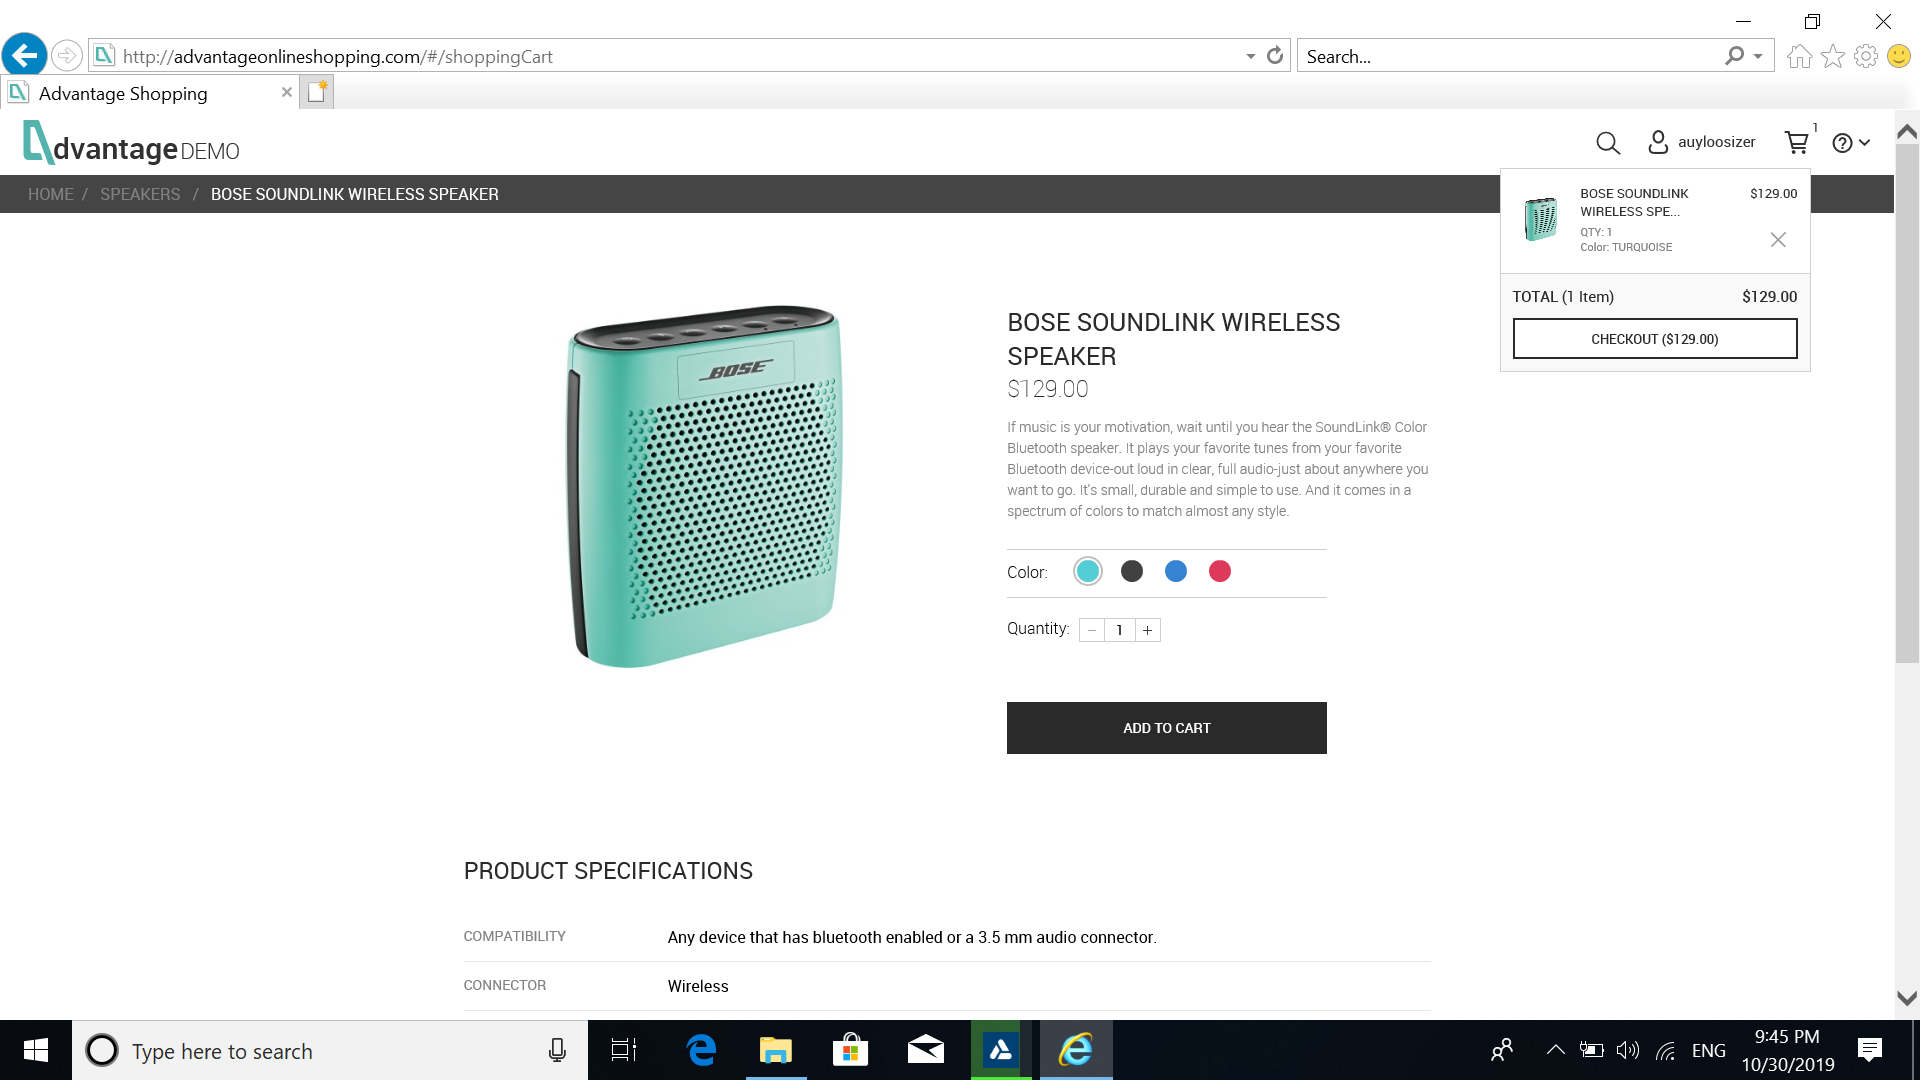 http://advantageonlineshopping.com/#/shoppingCart
Search...
Advantage Shopping
dvantage DEMO
auyloosizer
1
HOME / SPEAKERS / BOSE SOUNDLINK WIRELESS SPEAKER
BOSE SOUNDLINK
WIRELESS SPE...
$129.00
QTY: 1
Color: TURQUOISE
TOTAL (1 Item)
$129.00
CHECKOUT ($129.00)
BOSE
BOSE SOUNDLINK WIRELESS
SPEAKER
$129.00
If music is your motivation, wait until you hear the SoundLink® Color
Bluetooth speaker. It plays your favorite tunes from your favorite
Bluetooth device-out loud in clear, full audio-just about anywhere you
want to go. It's small, durable and simple to use. And it comes in a
spectrum of colors to match almost any style.
Color:
Quantity: − 1 +
ADD TO CART
PRODUCT SPECIFICATIONS
COMPATIBILITY
Any device that has bluetooth enabled or a 3.5 mm audio connector.
CONNECTOR
Wireless
Type here to search
ENG
9:45 PM
10/30/2019